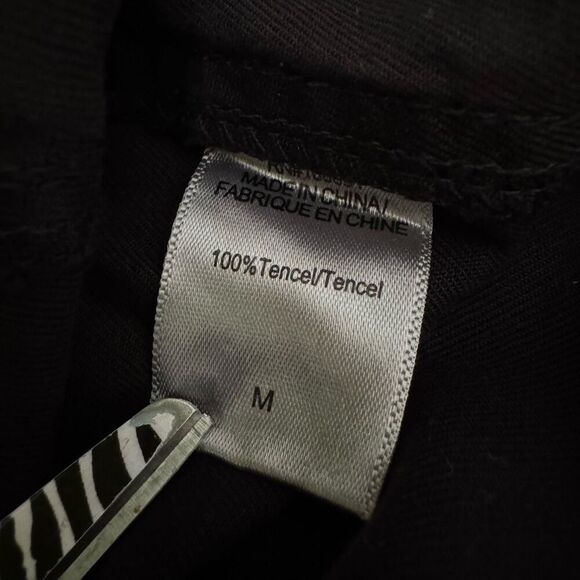 MADE IN CHINA/
FABRIQUE EN CHINE
100%Tencel/Tencel
M